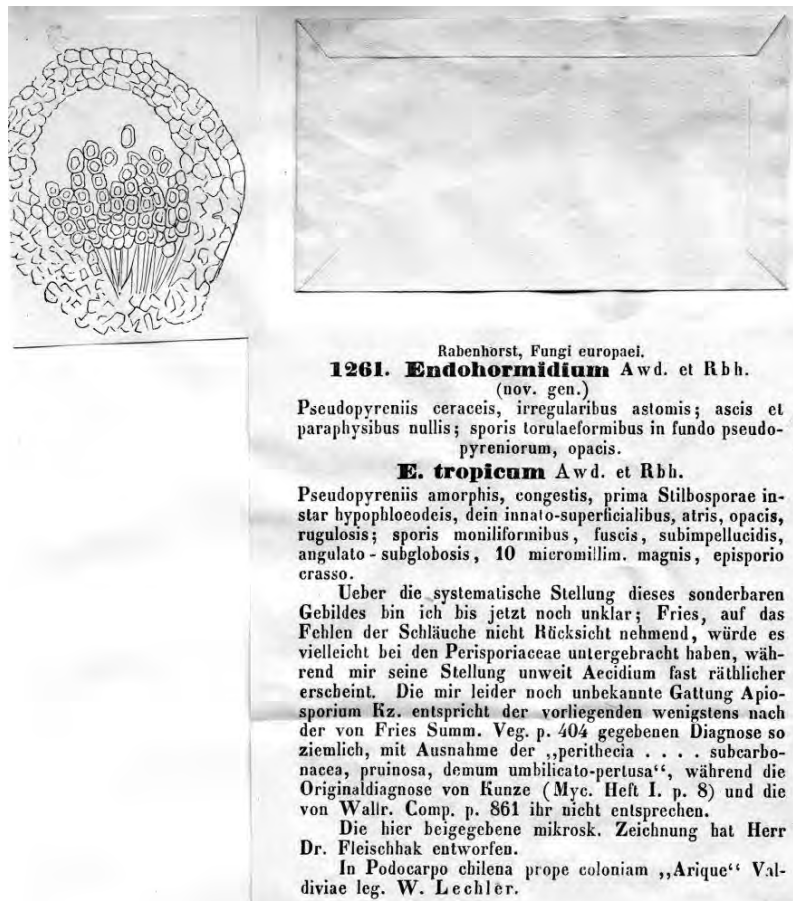 Rabenhorst, Fungi europaei.
1261. Endohormidium Awd. et Rbh.
(nov. gen.)
Pseudopyreniis ceraceis, irregularibus astomis; ascis et
paraphysibus nullis; sporis torulaeformibus in fundo pseudo-
pyreniorum, opacis.
E. tropicum Awd. et Rbh.
Pseudopyreniis amorphis, congestis, prima Stilbosporae in-
star hypophloeodeis, dein innato-superficialibus, atris, opacis,
rugulosis; sporis moniliformibus, fuscis, subimpellucidis,
angulato-subglobosis, 10 micromillim. magnis, episporio
crasso.
Ueber die systematische Stellung dieses sonderbaren
Gebildes bin ich bis jetzt noch unklar; Fries, auf das
Fehlen der Schläuche nicht Rücksicht nehmend, würde es
vielleicht bei den Perisporiaceae untergebracht haben, wäh-
rend mir seine Stellung unweit Aecidium fast räthlicher
erscheint. Die mir leider noch unbekannte Gattung Apio-
sporium Kz. entspricht der vorliegenden wenigstens nach
der von Fries Summ. Veg. p. 404 gegebenen Diagnose so
ziemlich, mit Ausnahme der „perithecia . . . . subcarbo-
nacea, pruinosa, demum umbilicato-pertusa“, während die
Originaldiagnose von Kunze (Myc. Heft I. p. 8) und die
von Wallr. Comp. p. 861 ihr nicht entsprechen.
Die hier beigegebene mikrosk. Zeichnung hat Herr
Dr. Fleischhak entworfen.
In Podocarpo chilena prope coloniam „Arique“ Val-
diviae leg. W. Lechler.